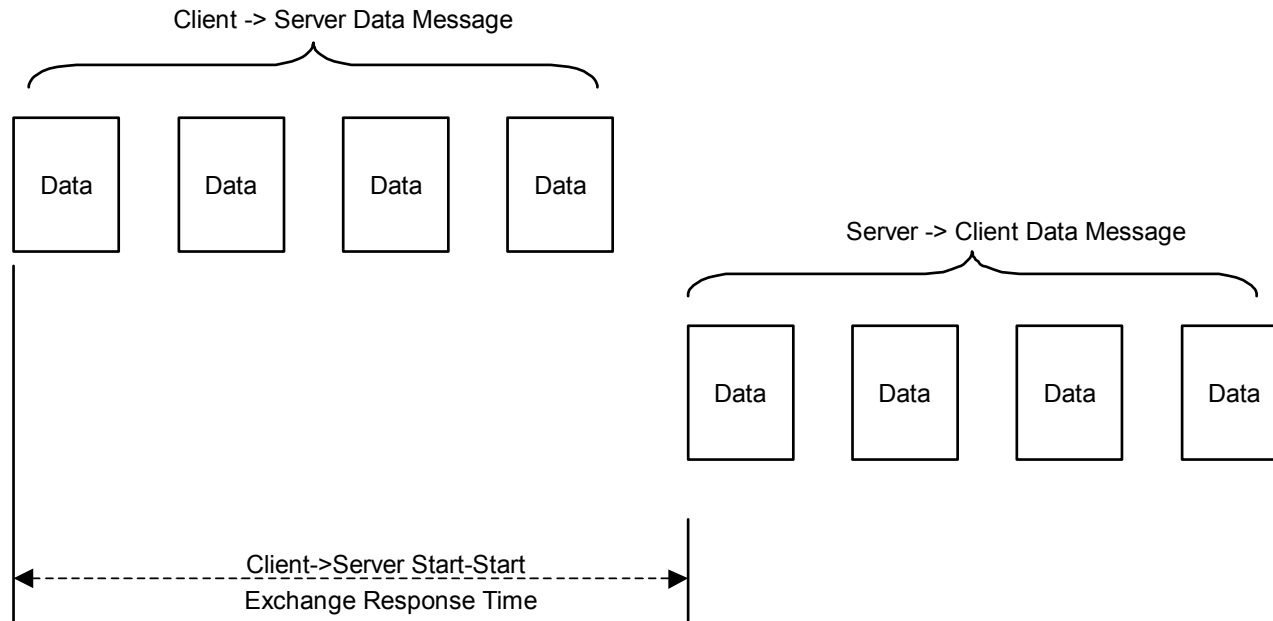 Client -> Server Data Message
Data
Data
Data
Data
Server -> Client Data Message
Data
Data
Data
Data
Client->Server Start-Start
Exchange Response Time